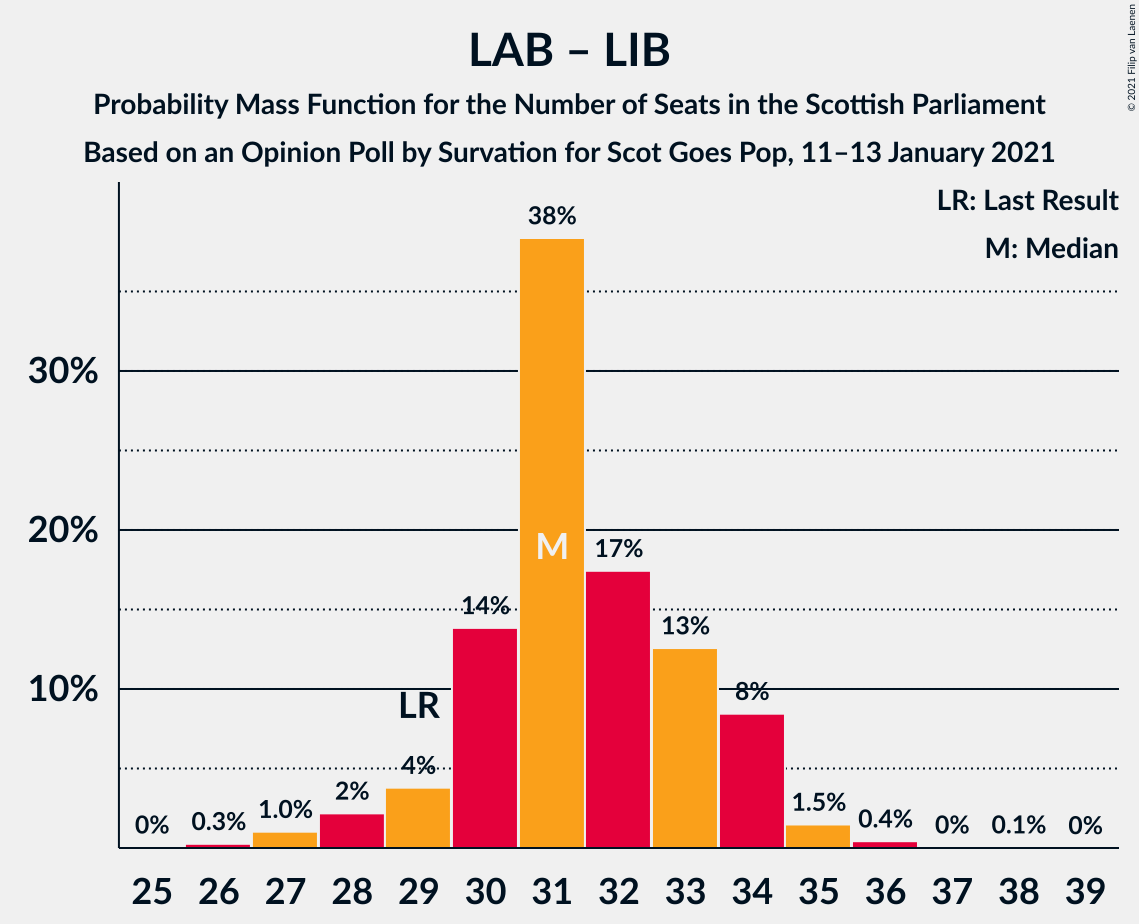 LAB – LIB
Probability Mass Function for the Number of Seats in the Scottish Parliament
Based on an Opinion Poll by Survation for Scot Goes Pop, 11–13 January 2021
© 2021 Filip van Laenen
LR: Last Result
M: Median
38%
30%
20%
17%
M
14%
13%
10%
8%
LR
4%
2%
1.5%
1.0%
0.3%
0.4%
0%
0%
0.1%
0%
25 26 27 28 29 30 31 32 33 34 35 36 37 38 39